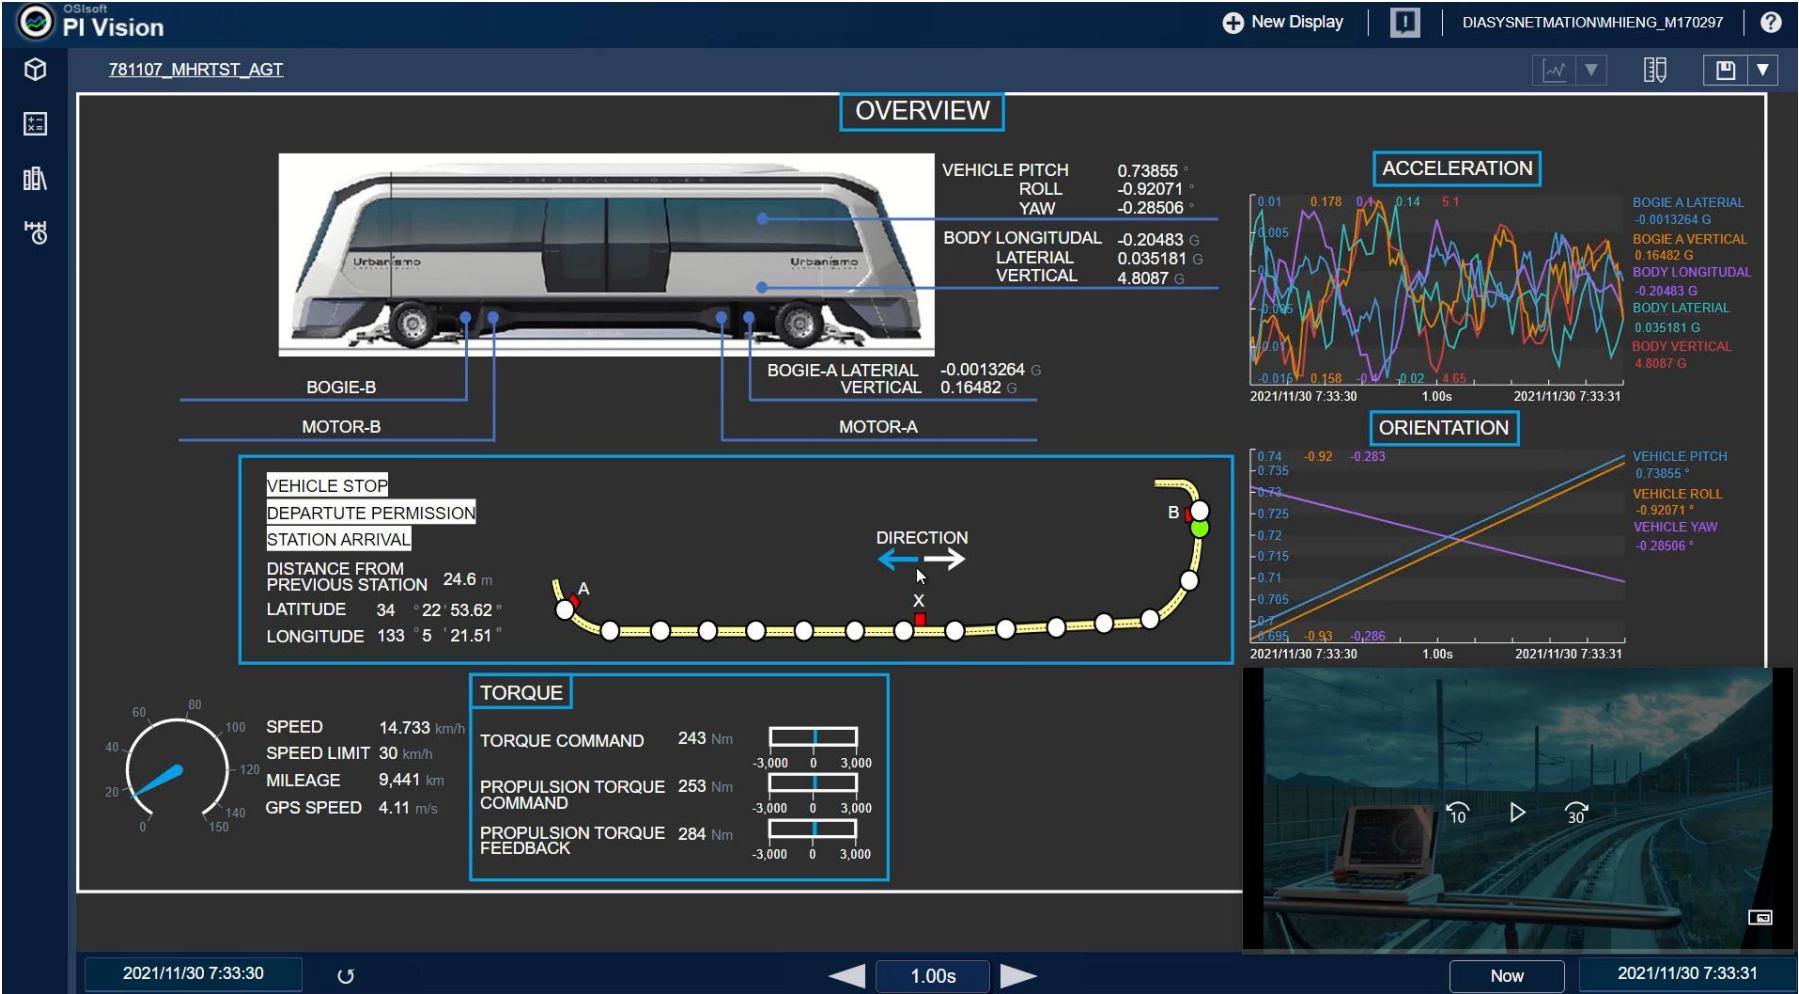 OSIsoft
PI Vision
New Display
DIASYSNETMATION\MHIENG_M170297
781107_MHRTST_AGT
OVERVIEW
Urbanismo
Urbanismo
VEHICLE PITCH 0.73855 °
ROLL -0.92071 °
YAW -0.28506 °
BODY LONGITUDAL -0.20483 G
LATERIAL 0.035181 G
VERTICAL 4.8087 G
BOGIE-A LATERIAL -0.0013264 G
VERTICAL 0.16482 G
BOGIE-B
MOTOR-B
MOTOR-A
ACCELERATION
0.01 0.178 0.1 0.14 5.1
0.005
-0.005
-0.01
-0.015 0.158 -0.4 -0.02 4.65
2021/11/30 7:33:30 1.00s 2021/11/30 7:33:31
BOGIE A LATERIAL
-0.0013264 G
BOGIE A VERTICAL
0.16482 G
BODY LONGITUDAL
-0.20483 G
BODY LATERIAL
0.035181 G
BODY VERTICAL
4.8087 G
ORIENTATION
0.74 -0.92 -0.283
0.735
0.73
0.725
0.72
0.715
0.71
0.705
0.7
0.695 -0.93 -0.286
2021/11/30 7:33:30 1.00s 2021/11/30 7:33:31
VEHICLE PITCH
0.73855 °
VEHICLE ROLL
-0.92071 °
VEHICLE YAW
-0.28506 °
VEHICLE STOP
DEPARTUTE PERMISSION
STATION ARRIVAL
DISTANCE FROM
PREVIOUS STATION 24.6 m
LATITUDE 34 ° 22 ' 53.62 "
LONGITUDE 133 ° 5 ' 21.51 "
DIRECTION
A
X
B
0
20
40
60
80
100
120
140
150
SPEED 14.733 km/h
SPEED LIMIT 30 km/h
MILEAGE 9,441 km
GPS SPEED 4.11 m/s
TORQUE
TORQUE COMMAND 243 Nm
-3,000 0 3,000
PROPULSION TORQUE
COMMAND 253 Nm
-3,000 0 3,000
PROPULSION TORQUE
FEEDBACK 284 Nm
-3,000 0 3,000
10
30
2021/11/30 7:33:30
1.00s
Now
2021/11/30 7:33:31